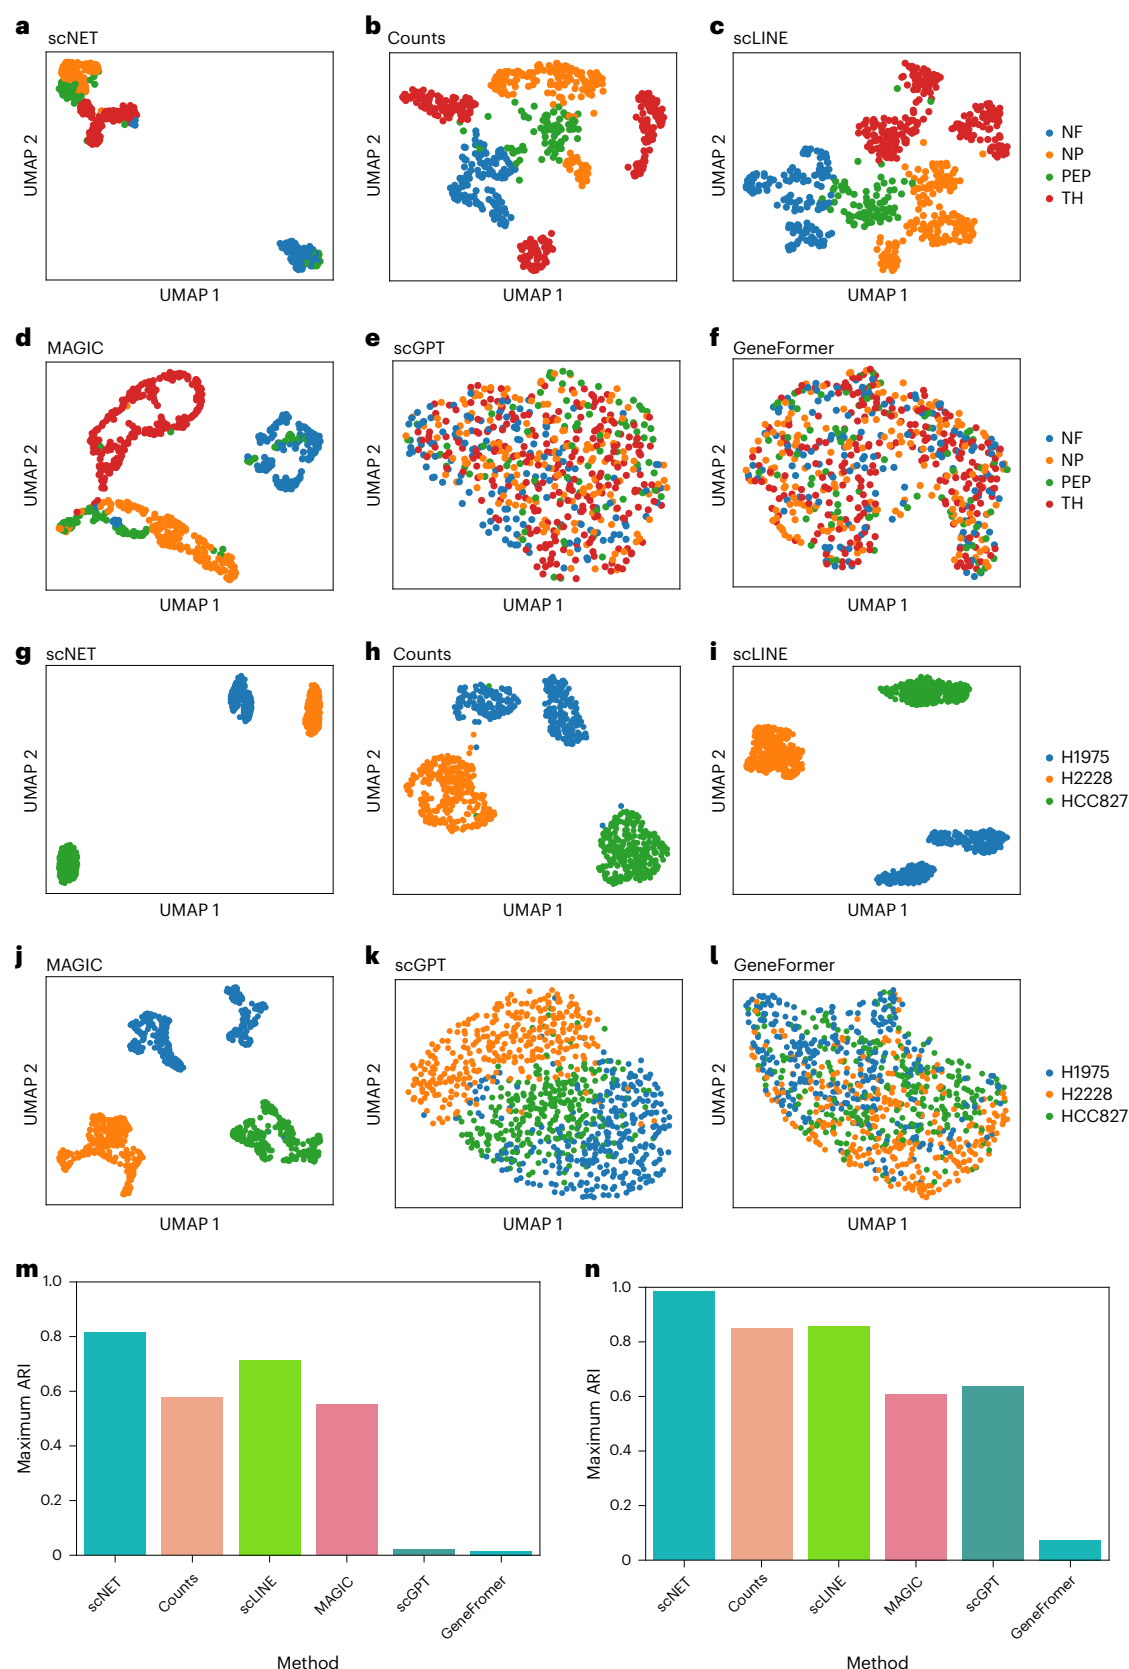 a scNET
UMAP 2
UMAP 1
b Counts
UMAP 2
UMAP 1
c scLINE
UMAP 2
UMAP 1
NF
NP
PEP
TH
d MAGIC
UMAP 2
UMAP 1
e scGPT
UMAP 2
UMAP 1
f GeneFormer
UMAP 2
UMAP 1
NF
NP
PEP
TH
g scNET
UMAP 2
UMAP 1
h Counts
UMAP 2
UMAP 1
i scLINE
UMAP 2
UMAP 1
H1975
H2228
HCC827
j MAGIC
UMAP 2
UMAP 1
k scGPT
UMAP 2
UMAP 1
l GeneFormer
UMAP 2
UMAP 1
H1975
H2228
HCC827
m
Maximum ARI
1.0
0.8
0.6
0.4
0.2
0
scNET
Counts
scLINE
MAGIC
scGPT
GeneFromer
Method
n
Maximum ARI
1.0
0.8
0.6
0.4
0.2
0
scNET
Counts
scLINE
MAGIC
scGPT
GeneFromer
Method